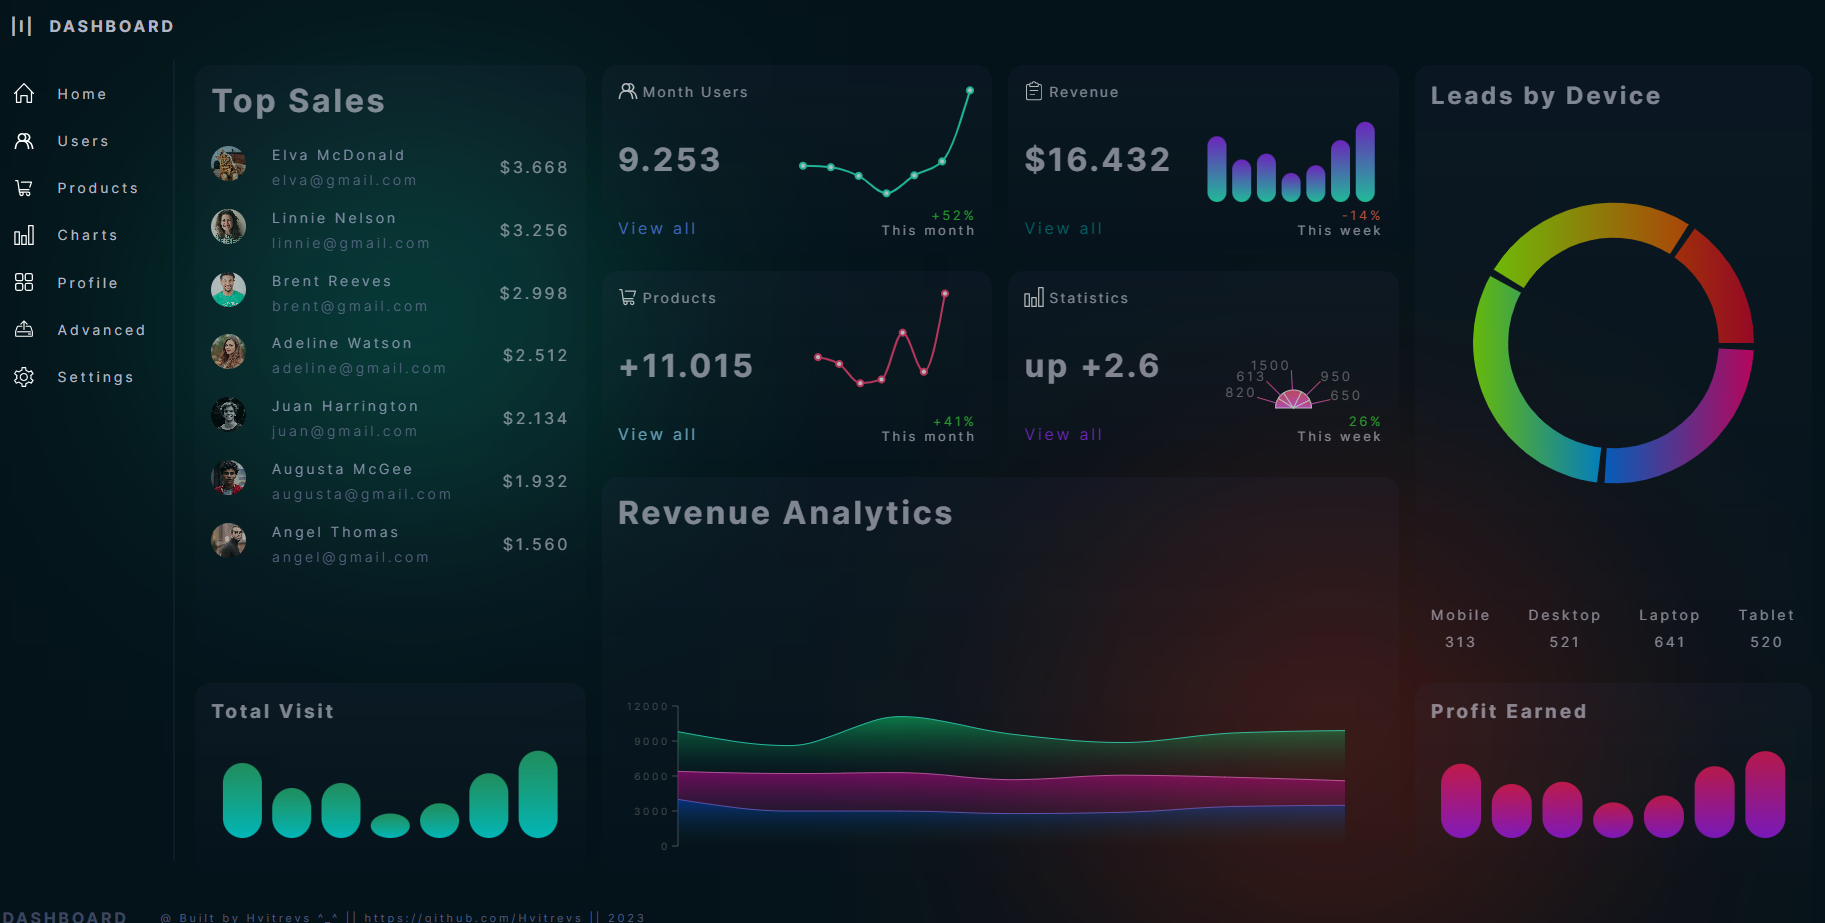 |I| DASHBOARD
Home
Users
Products
Charts
Profile
Advanced
Settings
Top Sales
Elva McDonald
elva@gmail.com
$3.668
Linnie Nelson
linnie@gmail.com
$3.256
Brent Reeves
brent@gmail.com
$2.998
Adeline Watson
adeline@gmail.com
$2.512
Juan Harrington
juan@gmail.com
$2.134
Augusta McGee
augusta@gmail.com
$1.932
Angel Thomas
angel@gmail.com
$1.560
Month Users
9.253
View all
+52%
This month
Revenue
$16.432
View all
-14%
This week
Products
+11.015
View all
+41%
This month
Statistics
up +2.6
820
613
1500
950
650
View all
26%
This week
Leads by Device
Mobile Desktop Laptop Tablet
313 521 641 520
Revenue Analytics
12000
9000
6000
3000
0
Total Visit
Profit Earned
DASHBOARD @ Built by Hvitrevs ^_^ || https://github.com/Hvitrevs || 2023